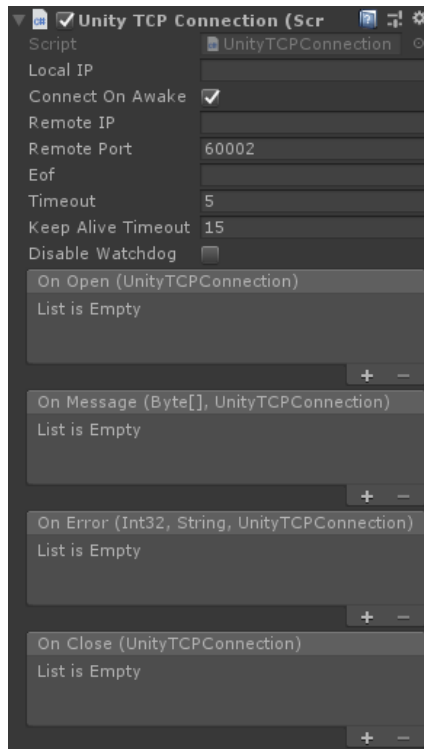 Unity TCP Connection (Scr
Script UnityTCPConnection
Local IP
Connect On Awake
Remote IP
Remote Port 60002
Eof
Timeout 5
Keep Alive Timeout 15
Disable Watchdog
On Open (UnityTCPConnection)
List is Empty
+ −
On Message (Byte[], UnityTCPConnection)
List is Empty
+ −
On Error (Int32, String, UnityTCPConnection)
List is Empty
+ −
On Close (UnityTCPConnection)
List is Empty
+ −